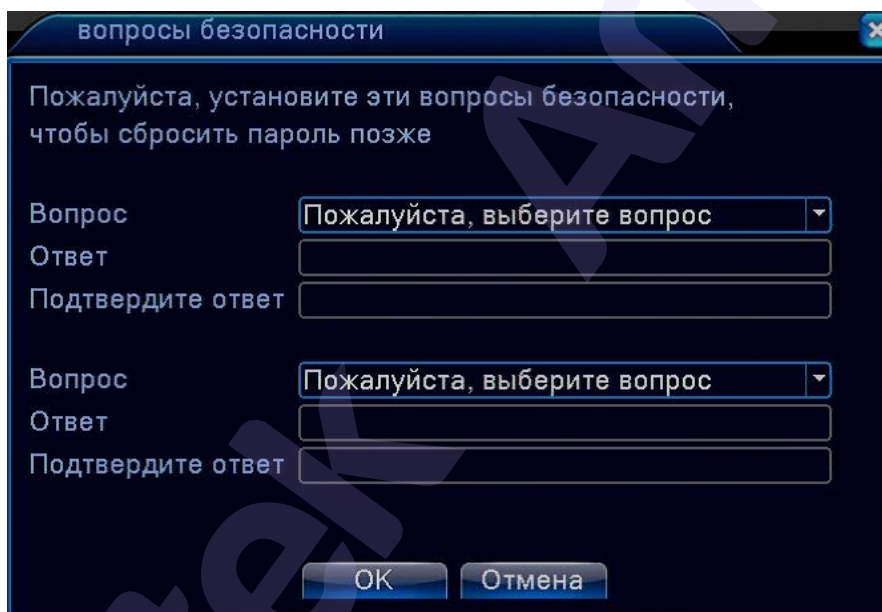 вопросы безопасности
Пожалуйста, установите эти вопросы безопасности,
чтобы сбросить пароль позже
Вопрос Пожалуйста, выберите вопрос
Ответ
Подтвердите ответ
Вопрос Пожалуйста, выберите вопрос
Ответ
Подтвердите ответ
OK Отмена